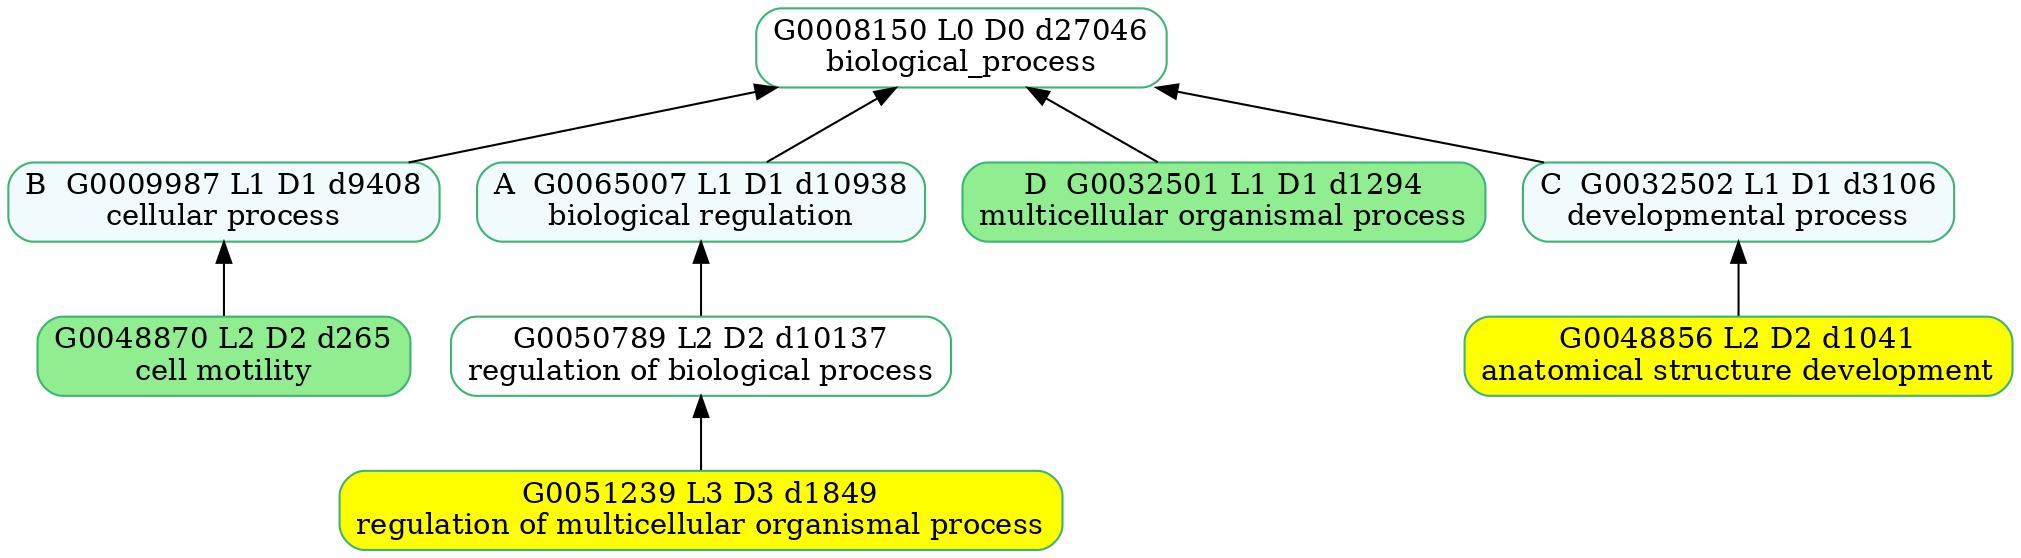 G0008150 L0 D0 d27046
biological_process
B  G0009987 L1 D1 d9408
cellular process
A  G0065007 L1 D1 d10938
biological regulation
D  G0032501 L1 D1 d1294
multicellular organismal process
C  G0032502 L1 D1 d3106
developmental process
G0048870 L2 D2 d265
cell motility
G0050789 L2 D2 d10137
regulation of biological process
G0048856 L2 D2 d1041
anatomical structure development
G0051239 L3 D3 d1849
regulation of multicellular organismal process